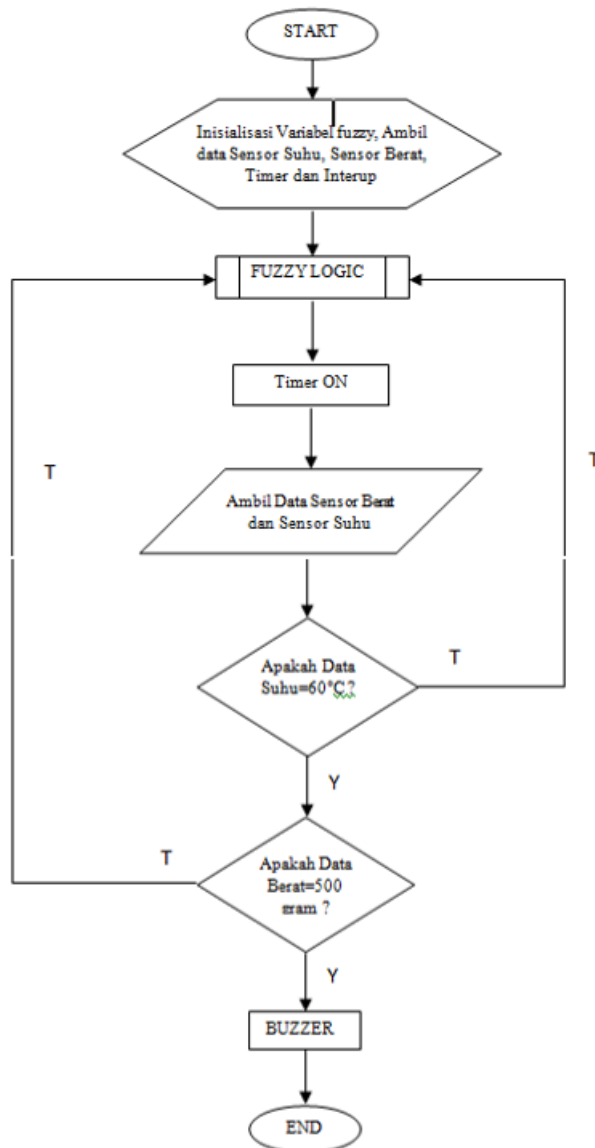 START
Inisialisasi Variabel fuzzy, Ambil
data Sensor Suhu, Sensor Berat,
Timer dan Interup
FUZZY LOGIC
Timer ON
T
T
Ambil Data Sensor Berat
dan Sensor Suhu
Apakah Data
Suhu=60°C ?
T
Y
T
Apakah Data
Berat=500
gram ?
Y
BUZZER
END